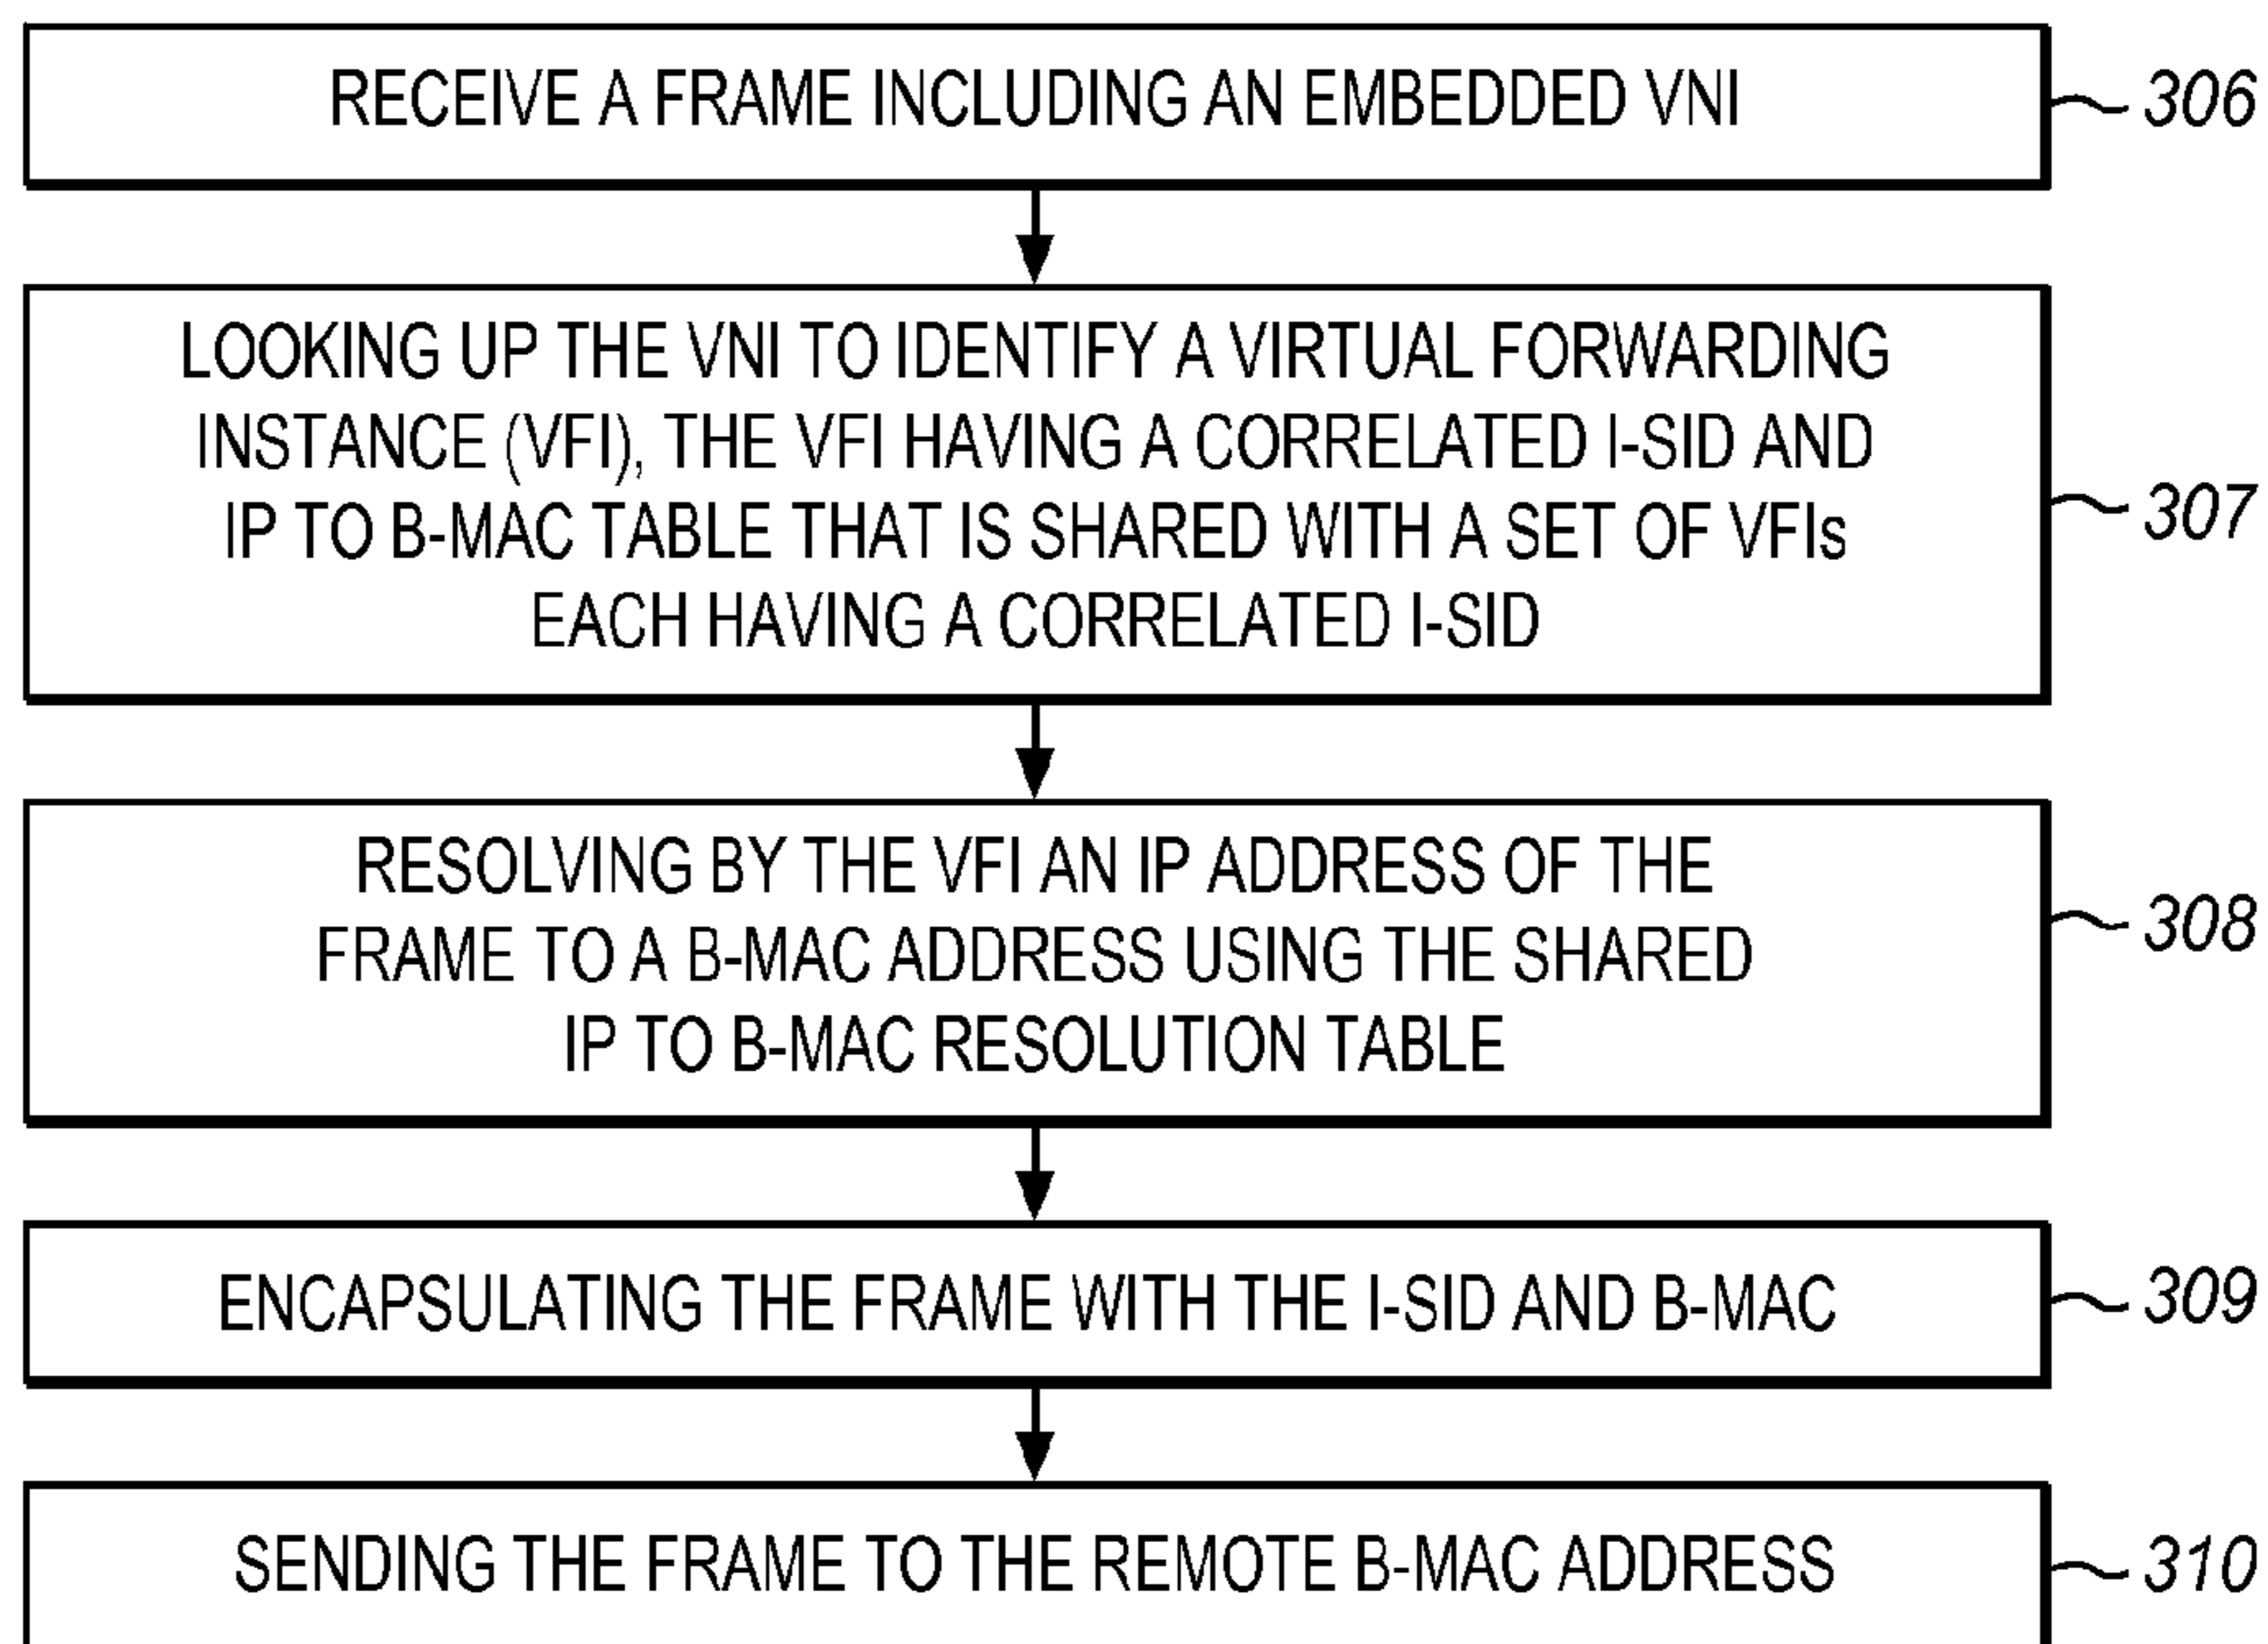 RECEIVE A FRAME INCLUDING AN EMBEDDED VNI
306
LOOKING UP THE VNI TO IDENTIFY A VIRTUAL FORWARDING
INSTANCE (VFI), THE VFI HAVING A CORRELATED I-SID AND
IP TO B-MAC TABLE THAT IS SHARED WITH A SET OF VFIs
EACH HAVING A CORRELATED I-SID
307
RESOLVING BY THE VFI AN IP ADDRESS OF THE
FRAME TO A B-MAC ADDRESS USING THE SHARED
IP TO B-MAC RESOLUTION TABLE
308
ENCAPSULATING THE FRAME WITH THE I-SID AND B-MAC
309
SENDING THE FRAME TO THE REMOTE B-MAC ADDRESS
310